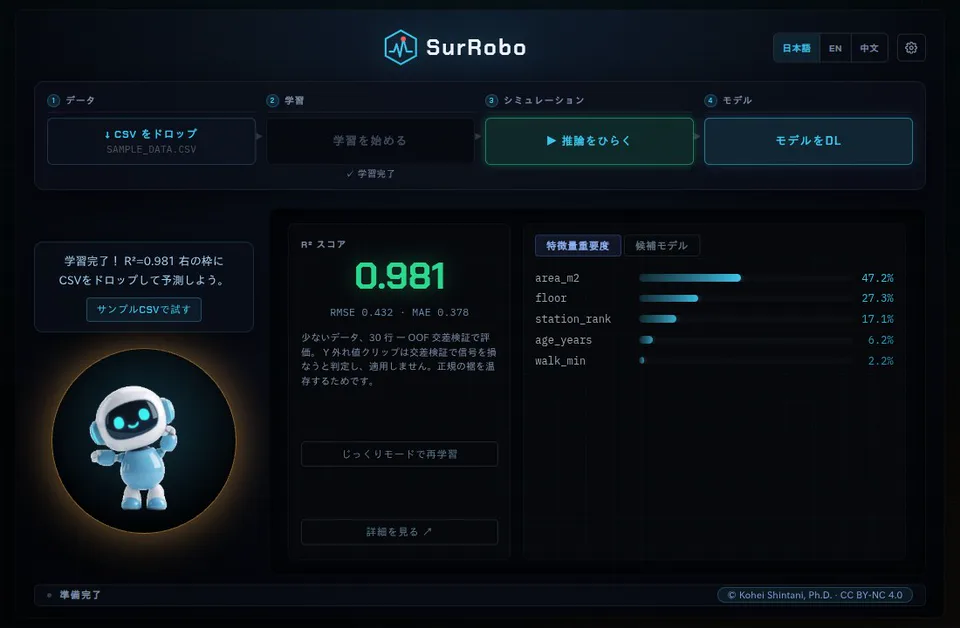 SurRobo
日本語 EN 中文
1 データ
↓ CSV をドロップ
SAMPLE_DATA.CSV
2 学習
学習を始める
✓ 学習完了
3 シミュレーション
▶ 推論をひらく
4 モデル
モデルをDL
学習完了! R²=0.981 右の枠に
CSVをドロップして予測しよう。
サンプルCSVで試す
R² スコア
0.981
RMSE 0.432 · MAE 0.378
少ないデータ、30 行 — OOF 交差検証で評
価。 Y 外れ値クリップは交差検証で信号を損
なうと判定し、適用しません。正規の裾を温
存するためです。
じっくりモードで再学習
詳細を見る ↗
特徴量重要度 候補モデル
area_m2 47.2%
floor 27.3%
station_rank 17.1%
age_years 6.2%
walk_min 2.2%
準備完了
© Kohei Shintani, Ph.D. · CC BY-NC 4.0